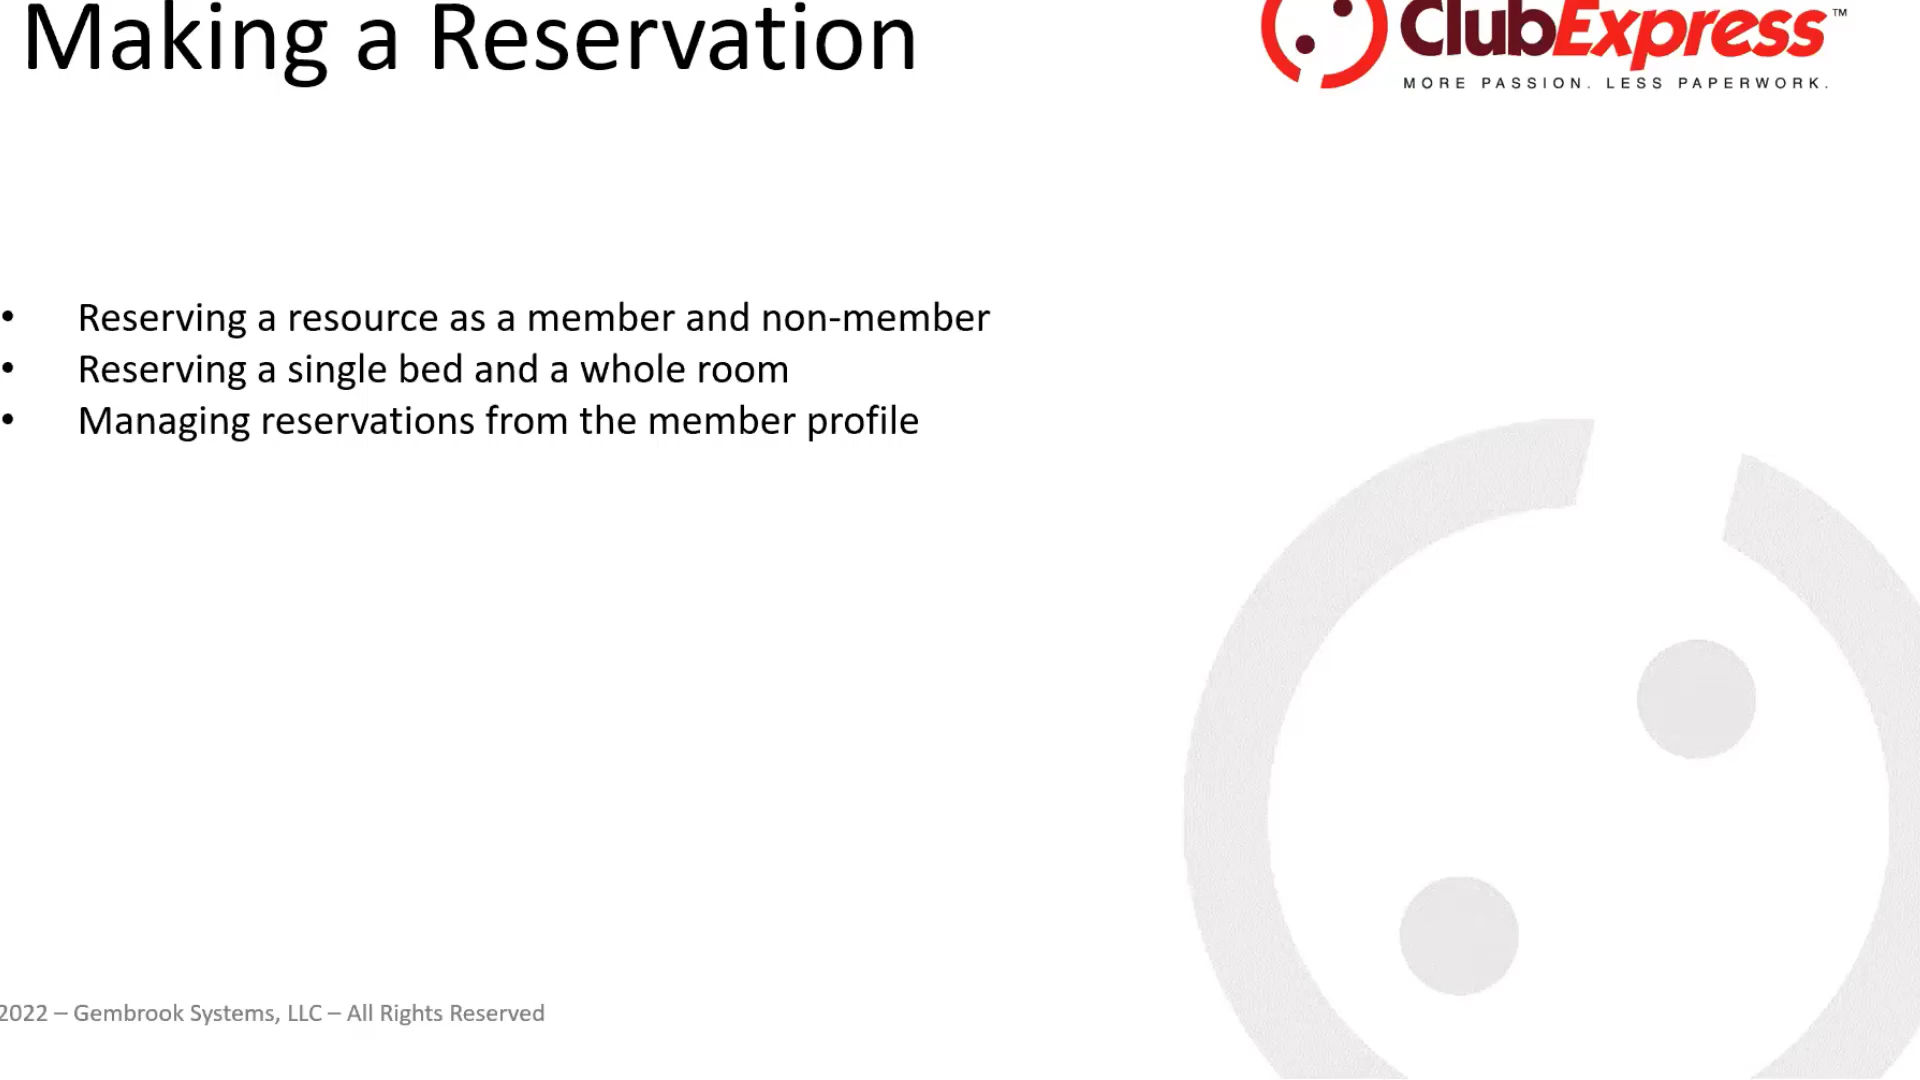 Making a Reservation
ClubExpress™
MORE PASSION. LESS PAPERWORK.
• Reserving a resource as a member and non-member
• Reserving a single bed and a whole room
• Managing reservations from the member profile
2022 – Gembrook Systems, LLC – All Rights Reserved